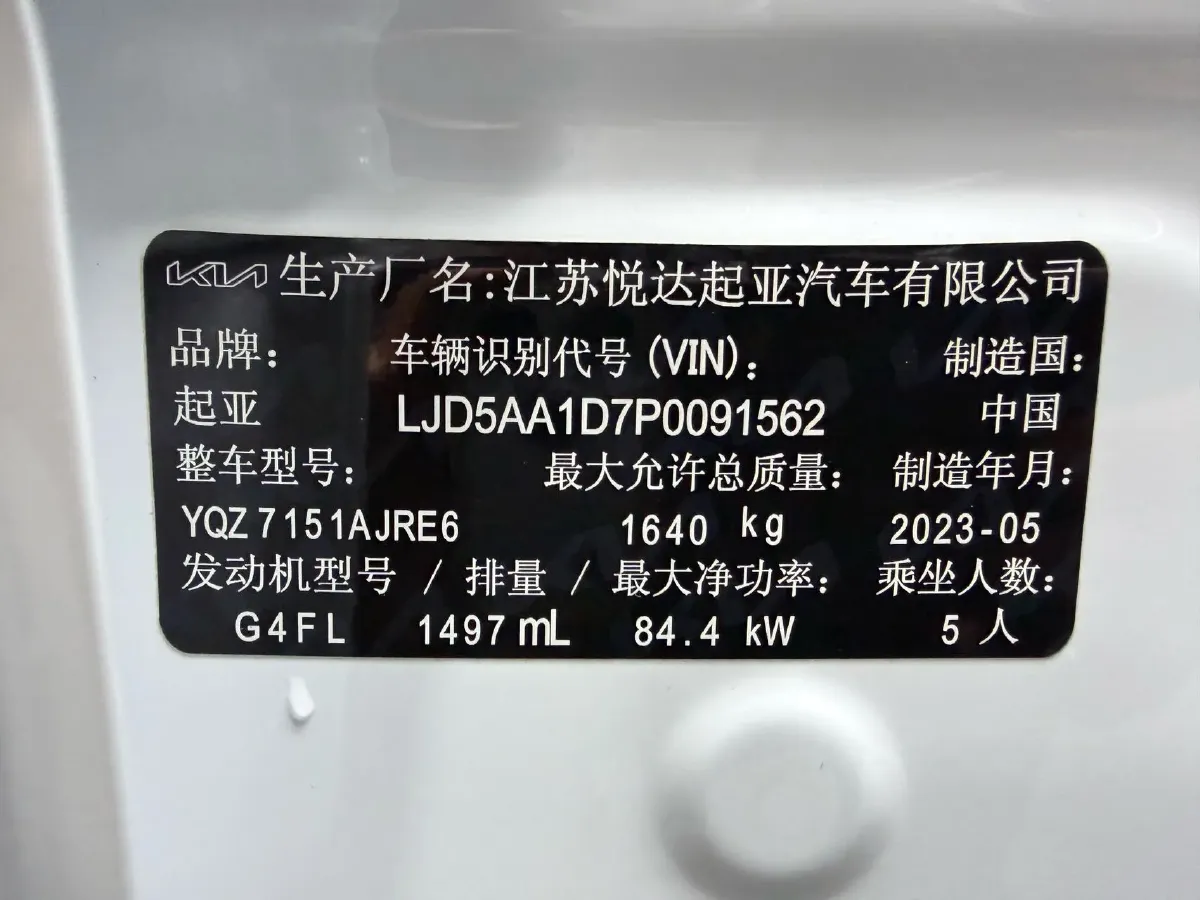 KIA 生产厂名:江苏悦达起亚汽车有限公司
品牌: 车辆识别代号(VIN): 制造国:
起亚 LJD5AA1D7P0091562 中国
整车型号: 最大允许总质量: 制造年月:
YQZ7151AJRE6 1640 kg 2023-05
发动机型号 / 排量 / 最大净功率: 乘坐人数:
G4FL 1497 mL 84.4 kW 5 人